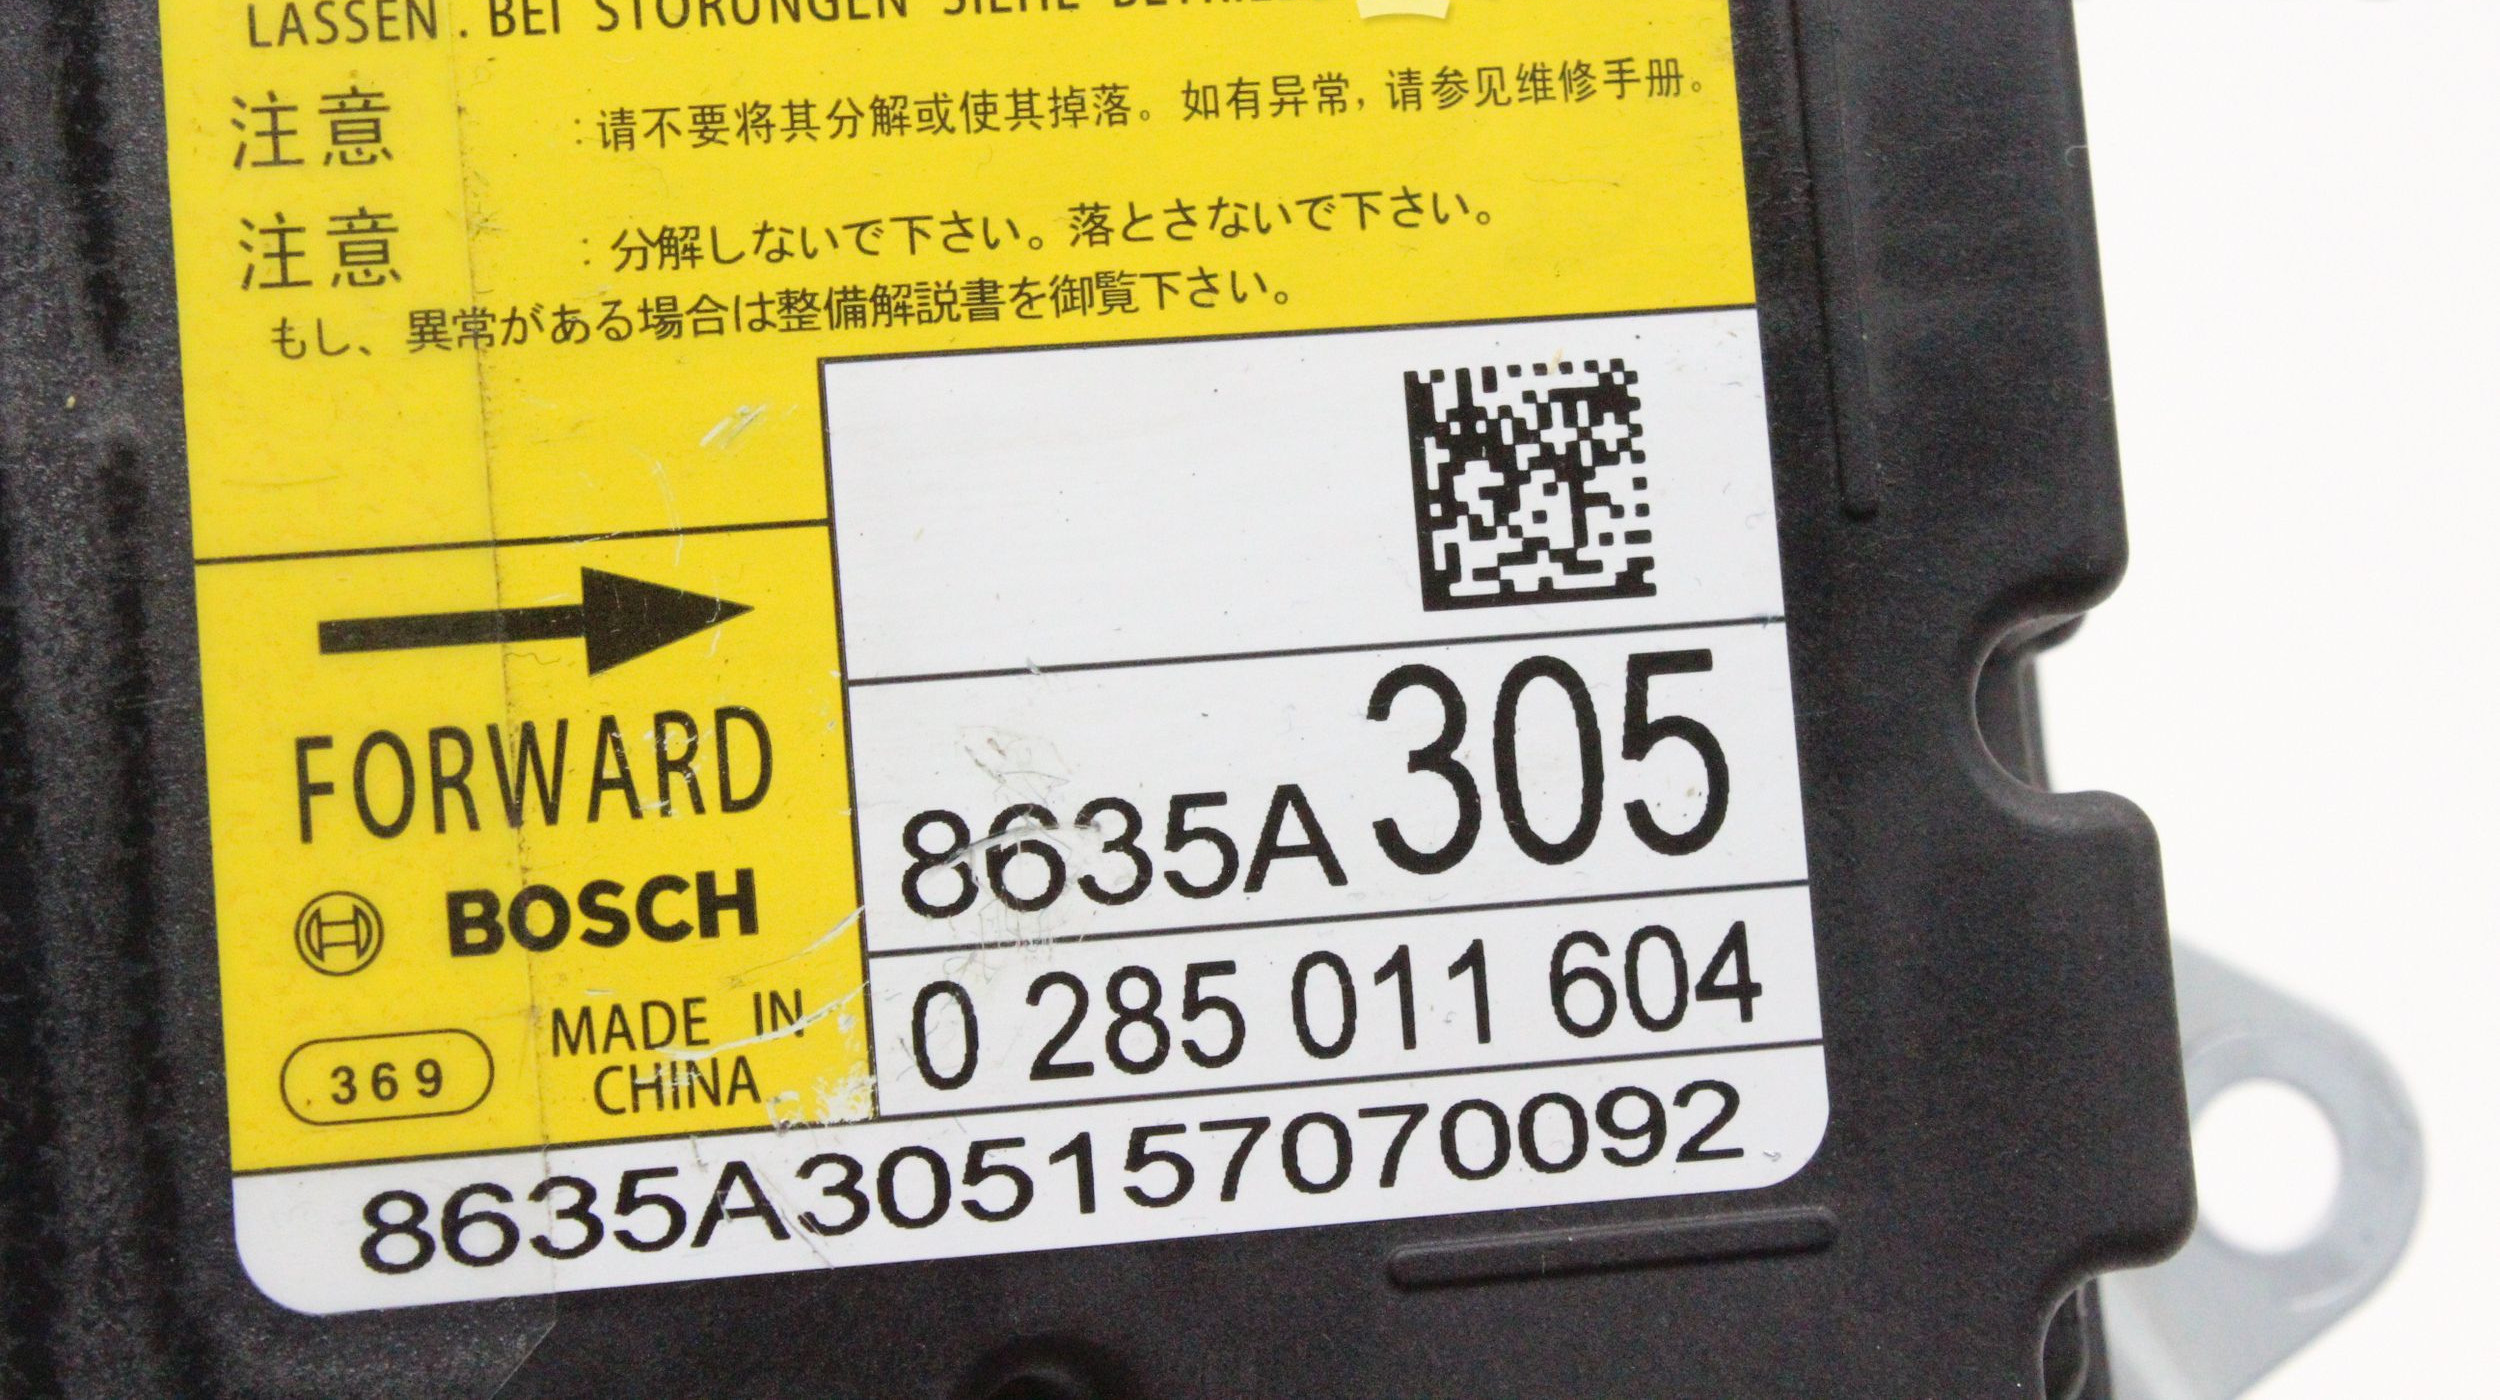 LASSEN. BEI STÖRUNGEN SIEHE
注意 :请不要将其分解或使其掉落。如有异常,请参见维修手册。
注意 :分解しないで下さい。落とさないで下さい。
もし、異常がある場合は整備解説書を御覧下さい。
FORWARD
8635A305
BOSCH
0 285 011 604
369
MADE IN
CHINA
8635A305157070092